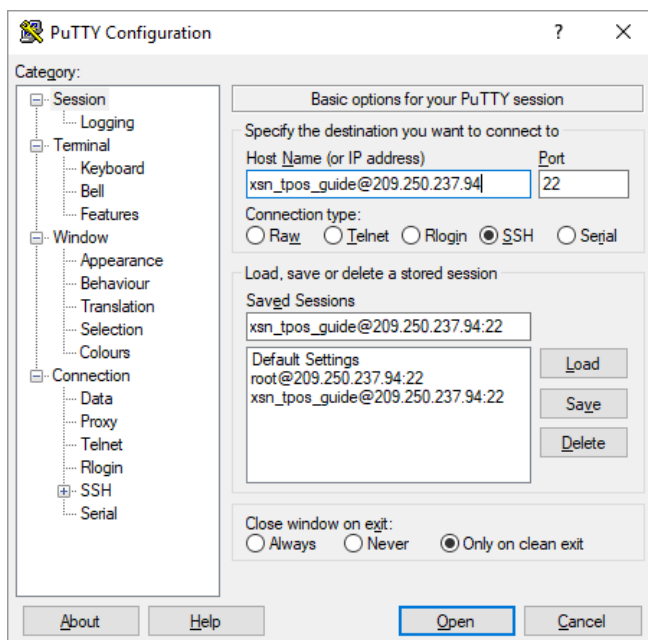 PuTTY Configuration
?
Category:
Session
Logging
Terminal
Keyboard
Bell
Features
Window
Appearance
Behaviour
Translation
Selection
Colours
Connection
Data
Proxy
Telnet
Rlogin
SSH
Serial
Basic options for your PuTTY session
Specify the destination you want to connect to
Host Name (or IP address) Port
xsn_tpos_guide@209.250.237.94 22
Connection type:
Raw Telnet Rlogin SSH Serial
Load, save or delete a stored session
Saved Sessions
xsn_tpos_guide@209.250.237.94:22
Default Settings
root@209.250.237.94:22
xsn_tpos_guide@209.250.237.94:22
Load
Save
Delete
Close window on exit:
Always Never Only on clean exit
About Help Open Cancel